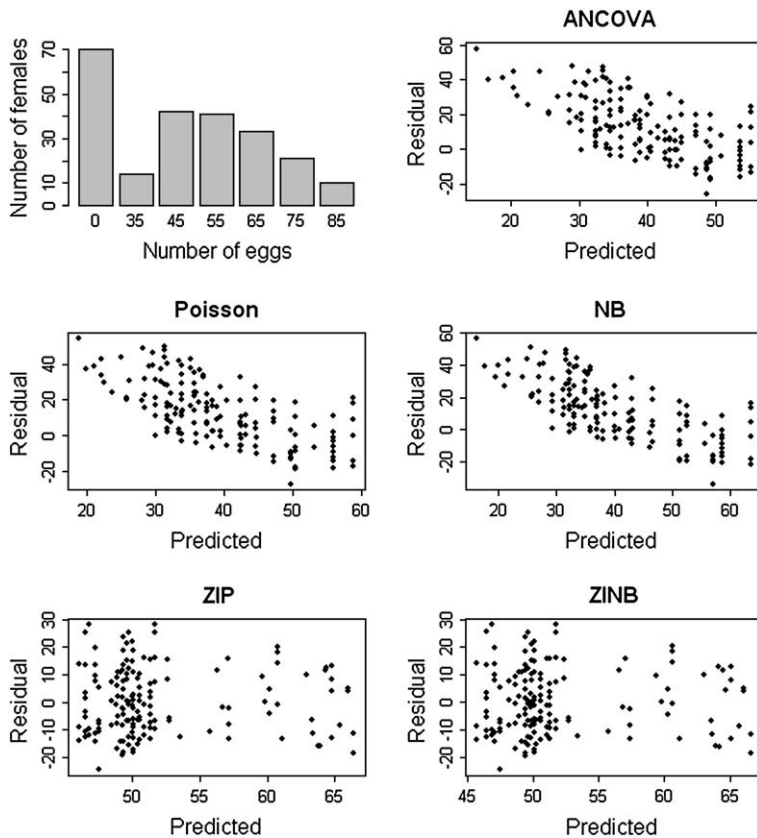 Number of females
70
50
30
10
0
0 35 45 55 65 75 85
Number of eggs
ANCOVA
Residual
60
40
20
0
-20
20 30 40 50
Predicted
Poisson
Residual
40
20
0
-20
20 30 40 50 60
Predicted
NB
Residual
60
40
20
0
-20
-40
20 30 40 50 60
Predicted
ZIP
Residual
30
20
10
0
-10
-20
50 55 60 65
Predicted
ZINB
Residual
30
20
10
0
-10
-20
45 50 55 60 65
Predicted